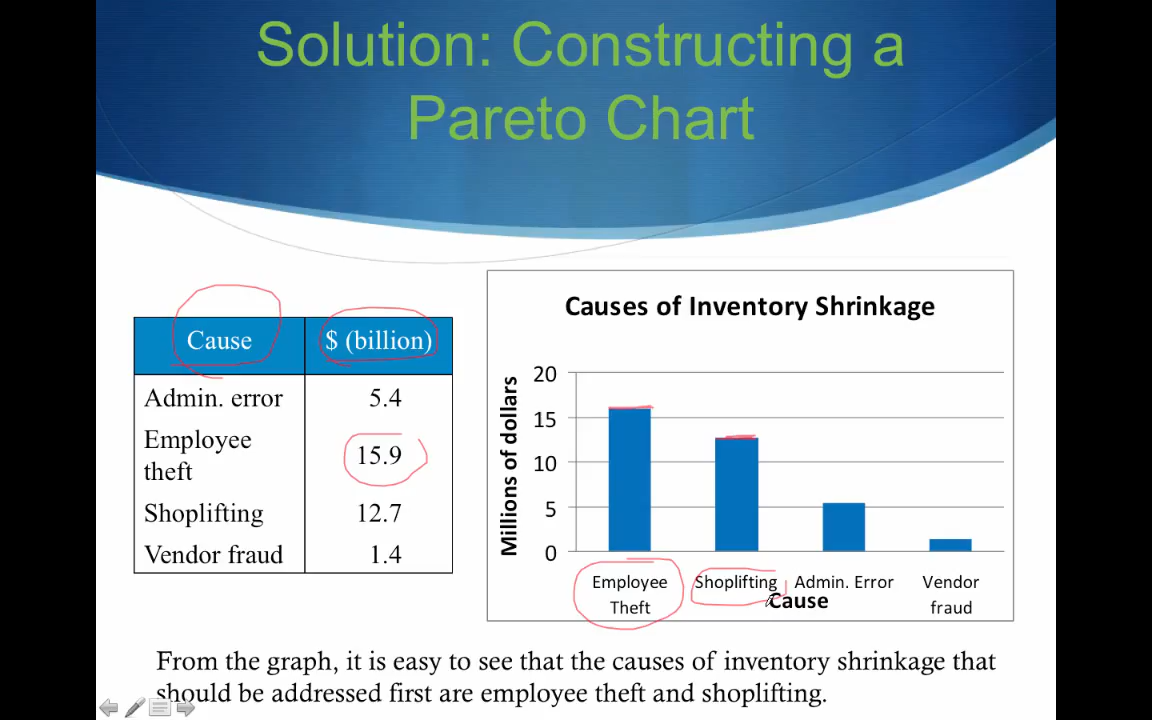 Solution: Constructing a
Pareto Chart
Cause $ (billion)
Admin. error 5.4
Employee
theft 15.9
Shoplifting 12.7
Vendor fraud 1.4
Causes of Inventory Shrinkage
Millions of dollars
20
15
10
5
0
Employee Shoplifting Admin. Error Vendor
Theft fraud
Cause
From the graph, it is easy to see that the causes of inventory shrinkage that
should be addressed first are employee theft and shoplifting.